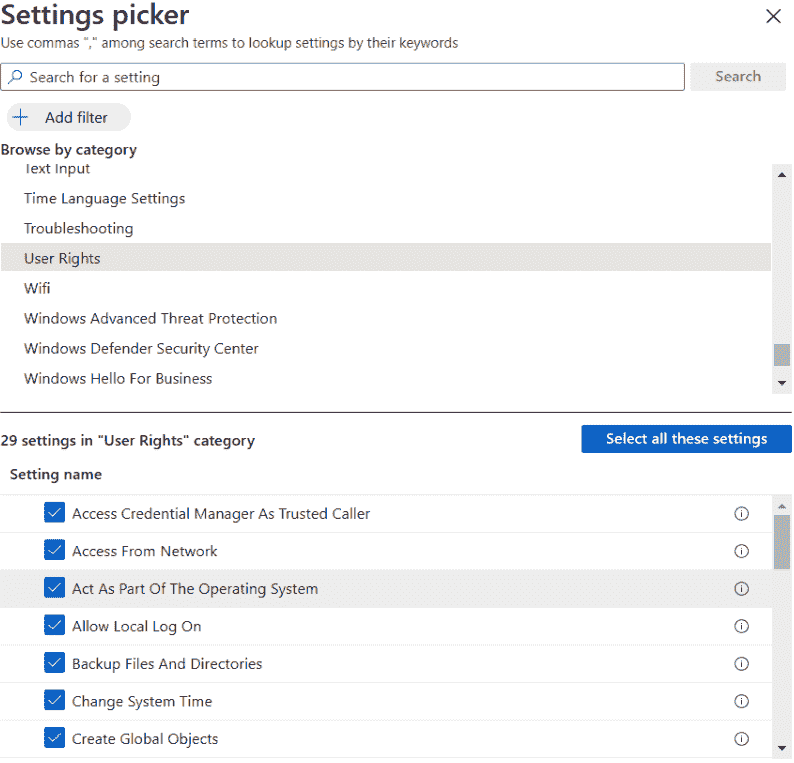 Settings picker
Use commas "," among search terms to lookup settings by their keywords
Search for a setting
Search
Add filter
Browse by category
Text Input
Time Language Settings
Troubleshooting
User Rights
Wifi
Windows Advanced Threat Protection
Windows Defender Security Center
Windows Hello For Business
29 settings in "User Rights" category
Select all these settings
Setting name
Access Credential Manager As Trusted Caller
Access From Network
Act As Part Of The Operating System
Allow Local Log On
Backup Files And Directories
Change System Time
Create Global Objects